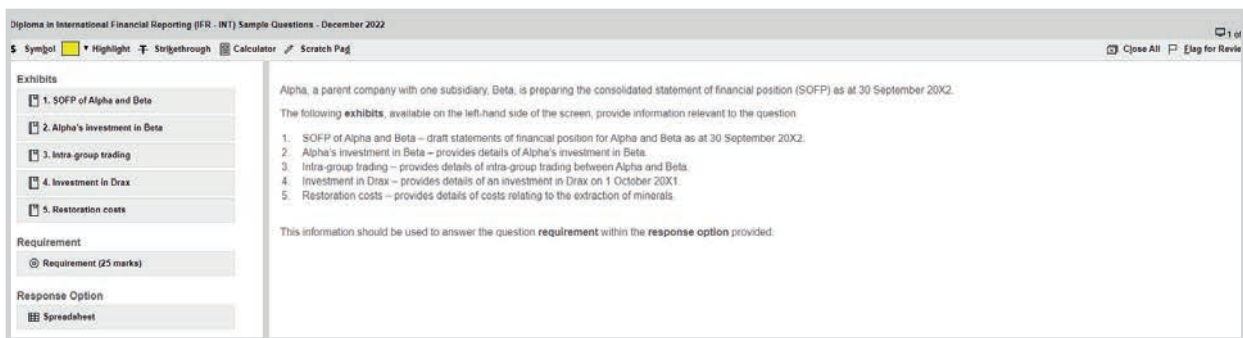 Diploma in International Financial Reporting (IFR - INT) Sample Questions - December 2022
1 of
$ Symbol Highlight T Strikethrough Calculator Scratch Pad
Close All Flag for Revie
Exhibits
1. SOFP of Alpha and Beta
2. Alpha's investment in Beta
3. Intra-group trading
4. Investment in Drax
5. Restoration costs
Requirement
Requirement (25 marks)
Response Option
Spreadsheet
Alpha, a parent company with one subsidiary, Beta, is preparing the consolidated statement of financial position (SOFP) as at 30 September 20X2.
The following exhibits, available on the left-hand side of the screen, provide information relevant to the question
1. SOFP of Alpha and Beta – draft statements of financial position for Alpha and Beta as at 30 September 20X2.
2. Alpha's investment in Beta – provides details of Alpha's investment in Beta.
3. Intra-group trading – provides details of intra-group trading between Alpha and Beta.
4. Investment in Drax – provides details of an investment in Drax on 1 October 20X1.
5. Restoration costs – provides details of costs relating to the extraction of minerals.
This information should be used to answer the question requirement within the response option provided.